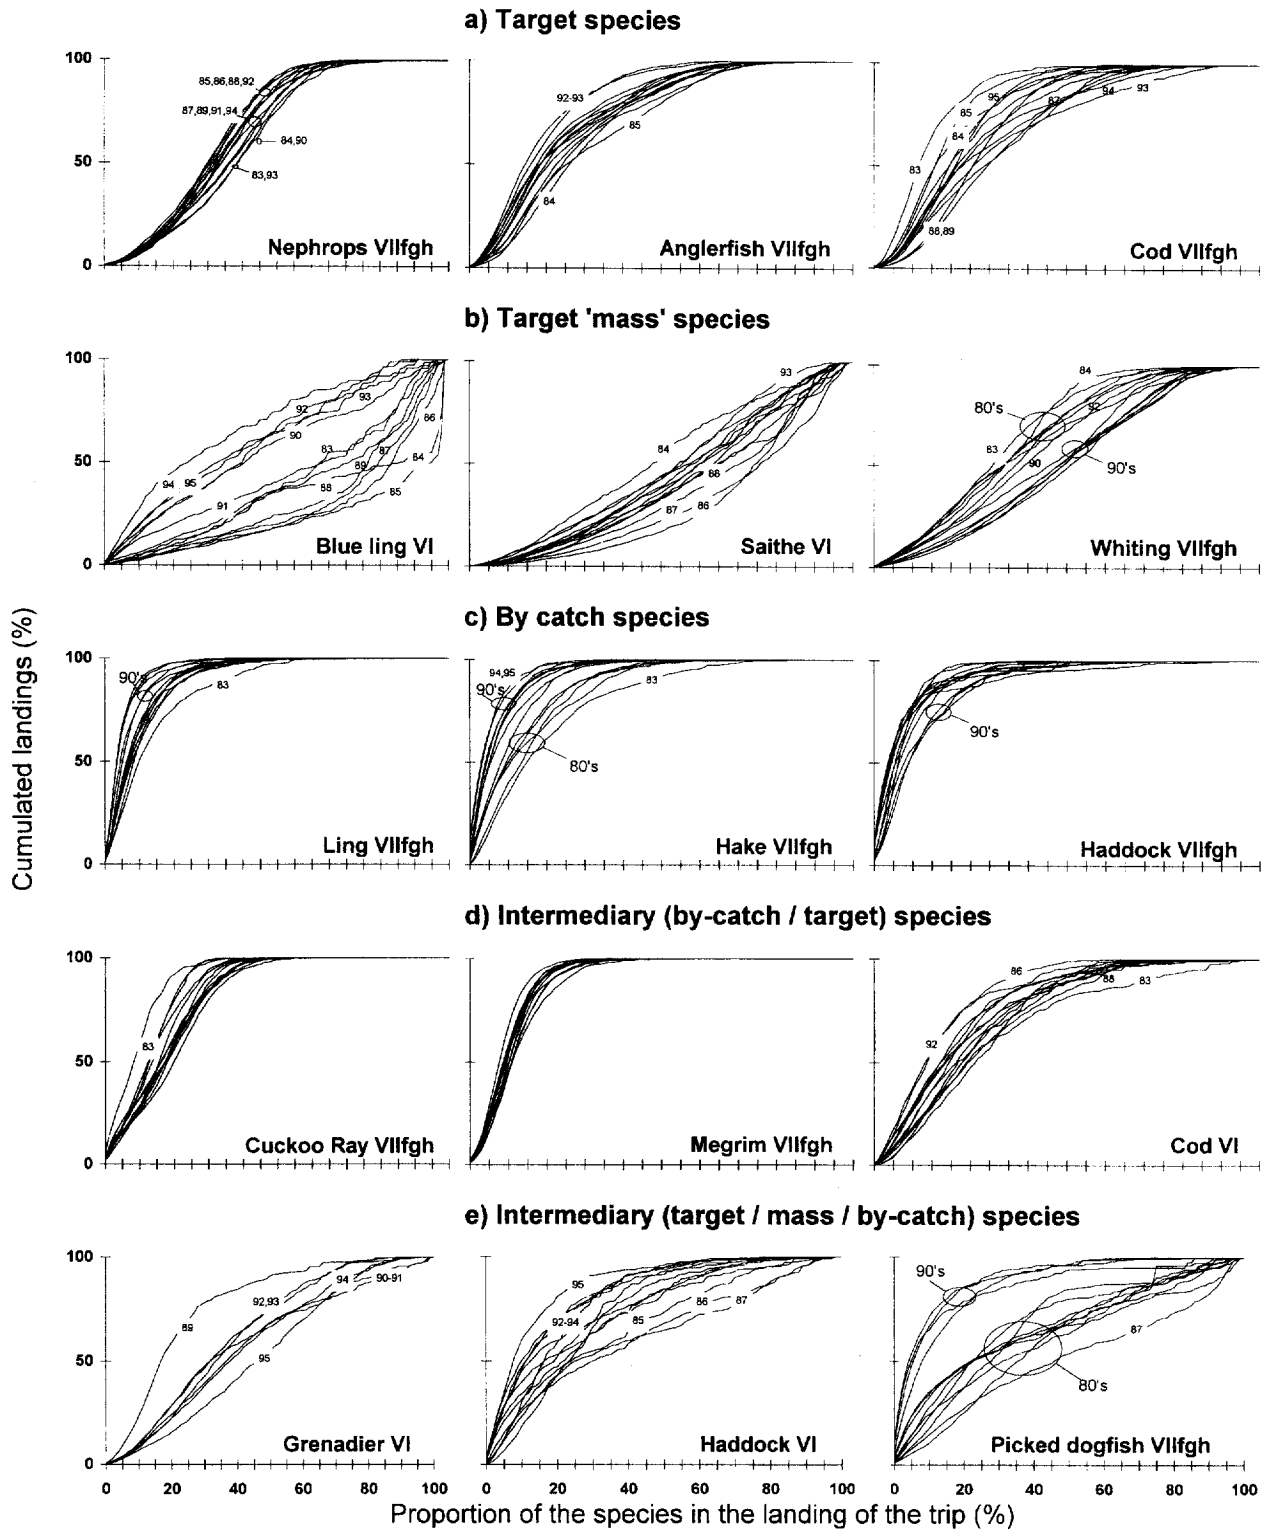 a) Target species
100
50
0
85,86,88,92
87,89,91,94
84,90
83,93
Nephrops VIIfgh
92-93
85
84
Anglerfish VIIfgh
95
85
84
83
87
94
93
88,89
Cod VIIfgh
b) Target 'mass' species
100
50
0
92
93
90
83
86
87
89
84
94
95
88
85
91
Blue ling VI
93
84
88
87
86
Saithe VI
84
80's
92
83
90
90's
Whiting VIIfgh
Cumulated landings (%)
c) By catch species
100
50
0
90's
83
Ling VIIfgh
94,95
90's
83
80's
Hake VIIfgh
90's
Haddock VIIfgh
d) Intermediary (by-catch / target) species
100
50
0
83
Cuckoo Ray VIIfgh
Megrim VIIfgh
86
88
83
92
Cod VI
e) Intermediary (target / mass / by-catch) species
100
50
0
89
94
90-91
92,93
95
Grenadier VI
95
92-94
85
86
87
Haddock VI
90's
87
80's
Picked dogfish VIIfgh
0 20 40 60 80 100
0 20 40 60 80 100
0 20 40 60 80 100
Proportion of the species in the landing of the trip (%)